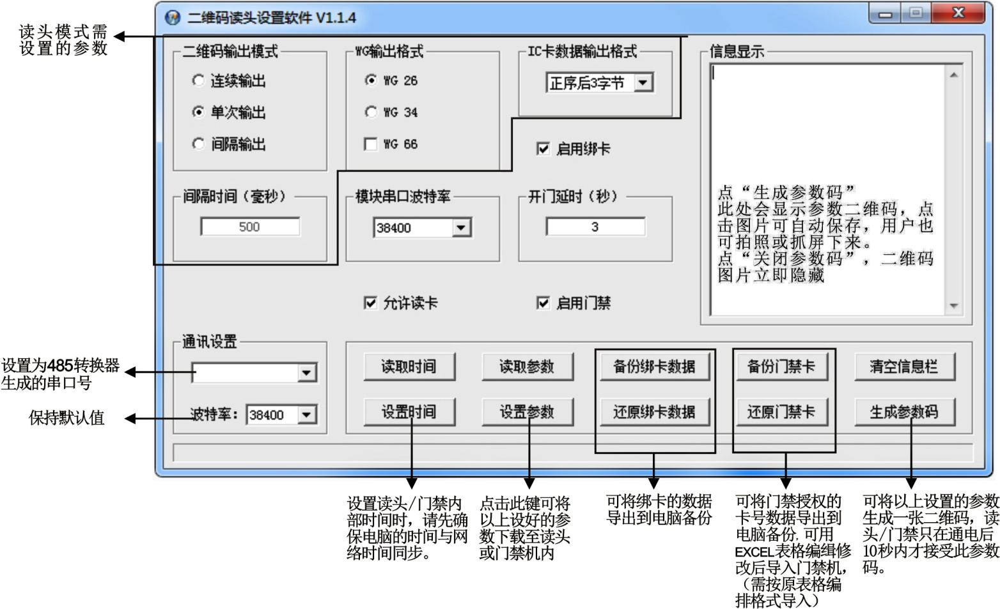 二维码读头设置软件 V1.1.4
读头模式需
设置的参数
二维码输出模式
连续输出
单次输出
间隔输出
WG输出格式
WG 26
WG 34
WG 66
IC卡数据输出格式
正序后3字节
启用绑卡
信息显示
点“生成参数码”
此处会显示参数二维码，点
击图片可自动保存，用户也
可拍照或抓屏下来。
点“关闭参数码”，二维码
图片立即隐藏
间隔时间（毫秒）
500
模块串口波特率
38400
开门延时（秒）
3
允许读卡
启用门禁
通讯设置
设置为485转换器
生成的串口号
波特率：
38400
保持默认值
读取时间
读取参数
备份绑卡数据
备份门禁卡
清空信息栏
设置时间
设置参数
还原绑卡数据
还原门禁卡
生成参数码
设置读头/门禁内
部时间时，请先确
保电脑的时间与网
络时间同步。
点击此键可将
以上设好的参
数下载至读头
或门禁机内
可将绑卡的数据
导出到电脑备份
可将门禁授权的
卡号数据导出到
电脑备份,可用
EXCEL表格编缉修
改后导入门禁机，
（需按原表格编
排格式导入）
可将以上设置的参数
生成一张二维码，读
头/门禁只在通电后
10秒内才接受此参数
码。